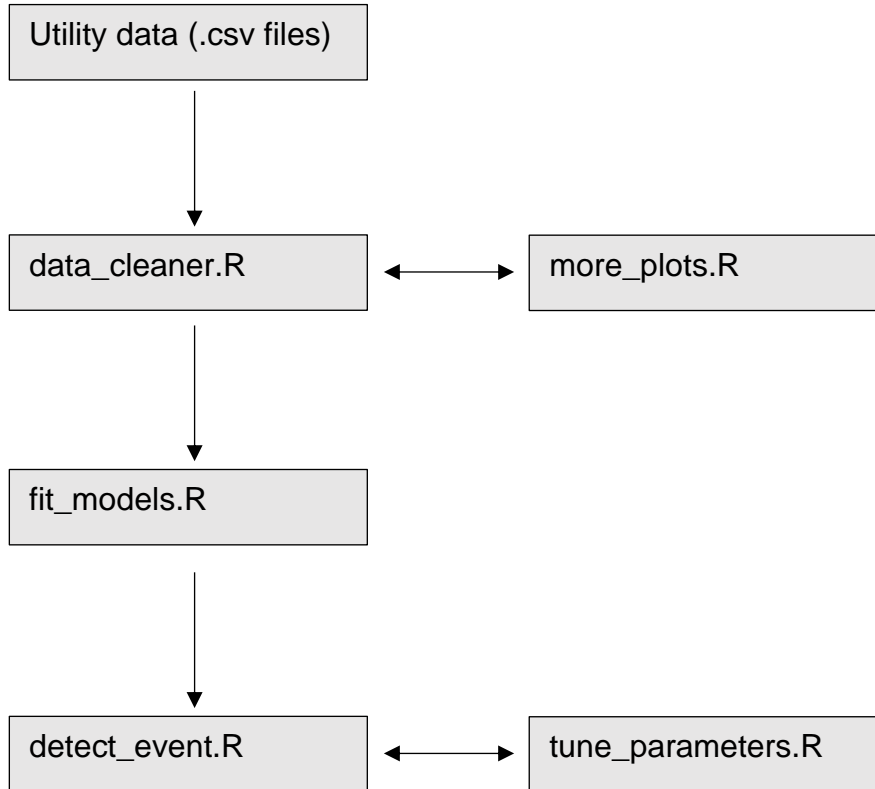 Utility data (.csv files)
data_cleaner.R
more_plots.R
fit_models.R
detect_event.R
tune_parameters.R